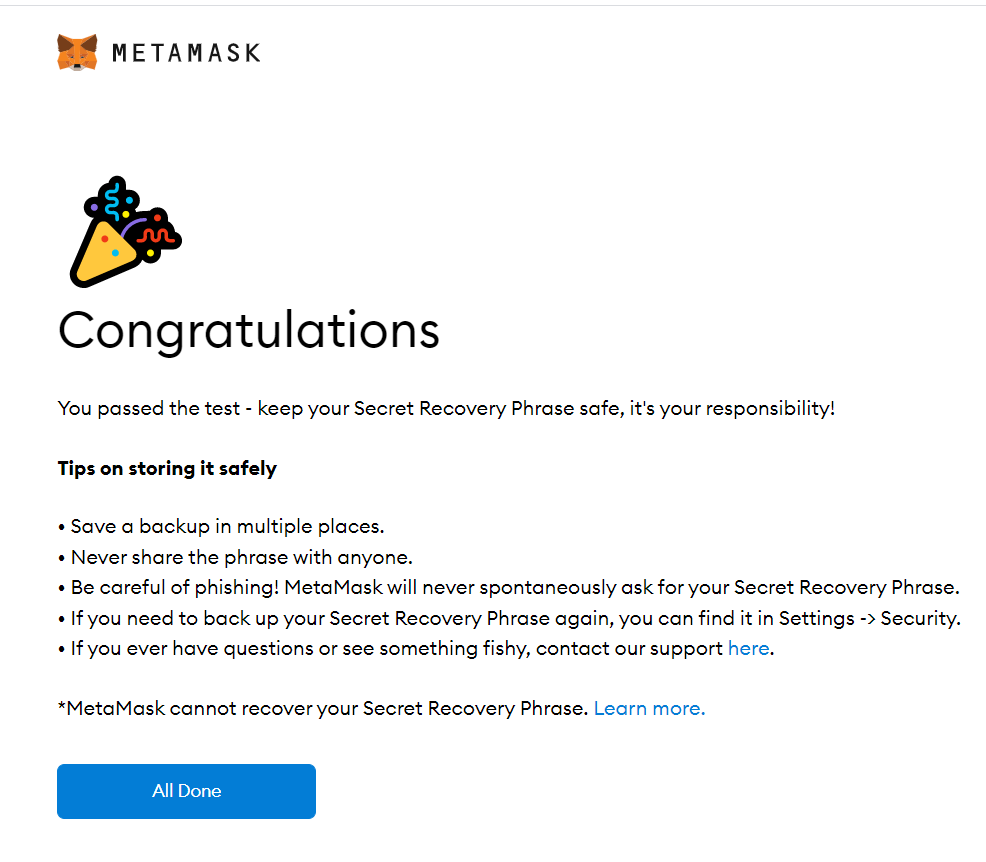 METAMASK
Congratulations
You passed the test - keep your Secret Recovery Phrase safe, it's your responsibility!
Tips on storing it safely
• Save a backup in multiple places.
• Never share the phrase with anyone.
• Be careful of phishing! MetaMask will never spontaneously ask for your Secret Recovery Phrase.
• If you need to back up your Secret Recovery Phrase again, you can find it in Settings -> Security.
• If you ever have questions or see something fishy, contact our support here.
*MetaMask cannot recover your Secret Recovery Phrase. Learn more.
All Done